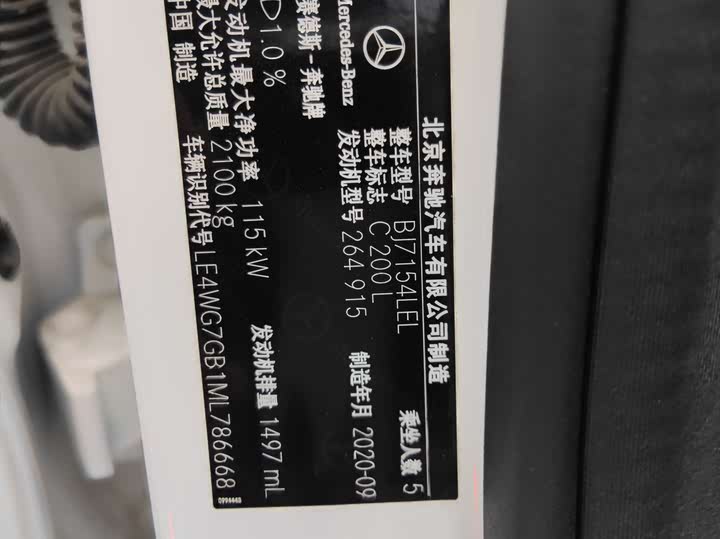 北京奔驰汽车有限公司制造
Mercedes-Benz
整车型号 BJ7154LEL 乘坐人数 5
整车标志 C 200 L
发动机型号 264 915 制造年月 2020-09
赛德斯-奔驰牌
1.0 %
发动机最大净功率 115 kW 发动机排量 1497 mL
最大允许总质量 2100 kg
中国 制造 车辆识别代号 LE4WG7GB1ML786668